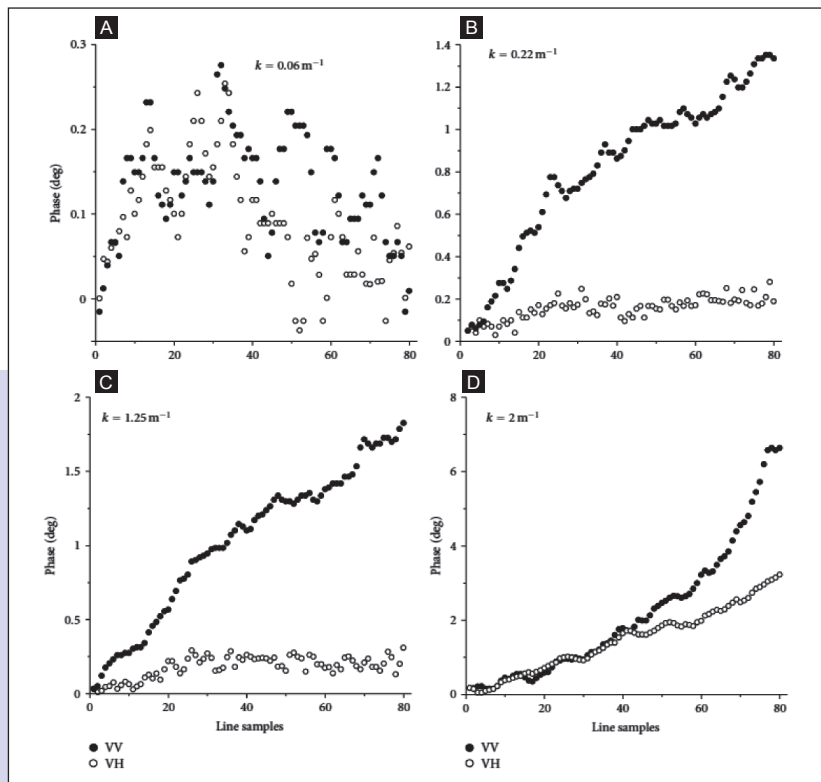 A
k = 0.06 m⁻¹
Phase (deg)
0.3
0.2
0.1
0
0 20 40 60 80
B
k = 0.22 m⁻¹
Phase (deg)
1.4
1.2
1
0.8
0.6
0.4
0.2
0
0 20 40 60 80
C
k = 1.25 m⁻¹
Phase (deg)
2
1.5
1
0.5
0.25
0
0 20 40 60 80
Line samples
VV
VH
D
k = 2 m⁻¹
Phase (deg)
8
6
4
2
0
0 20 40 60 80
Line samples
VV
VH